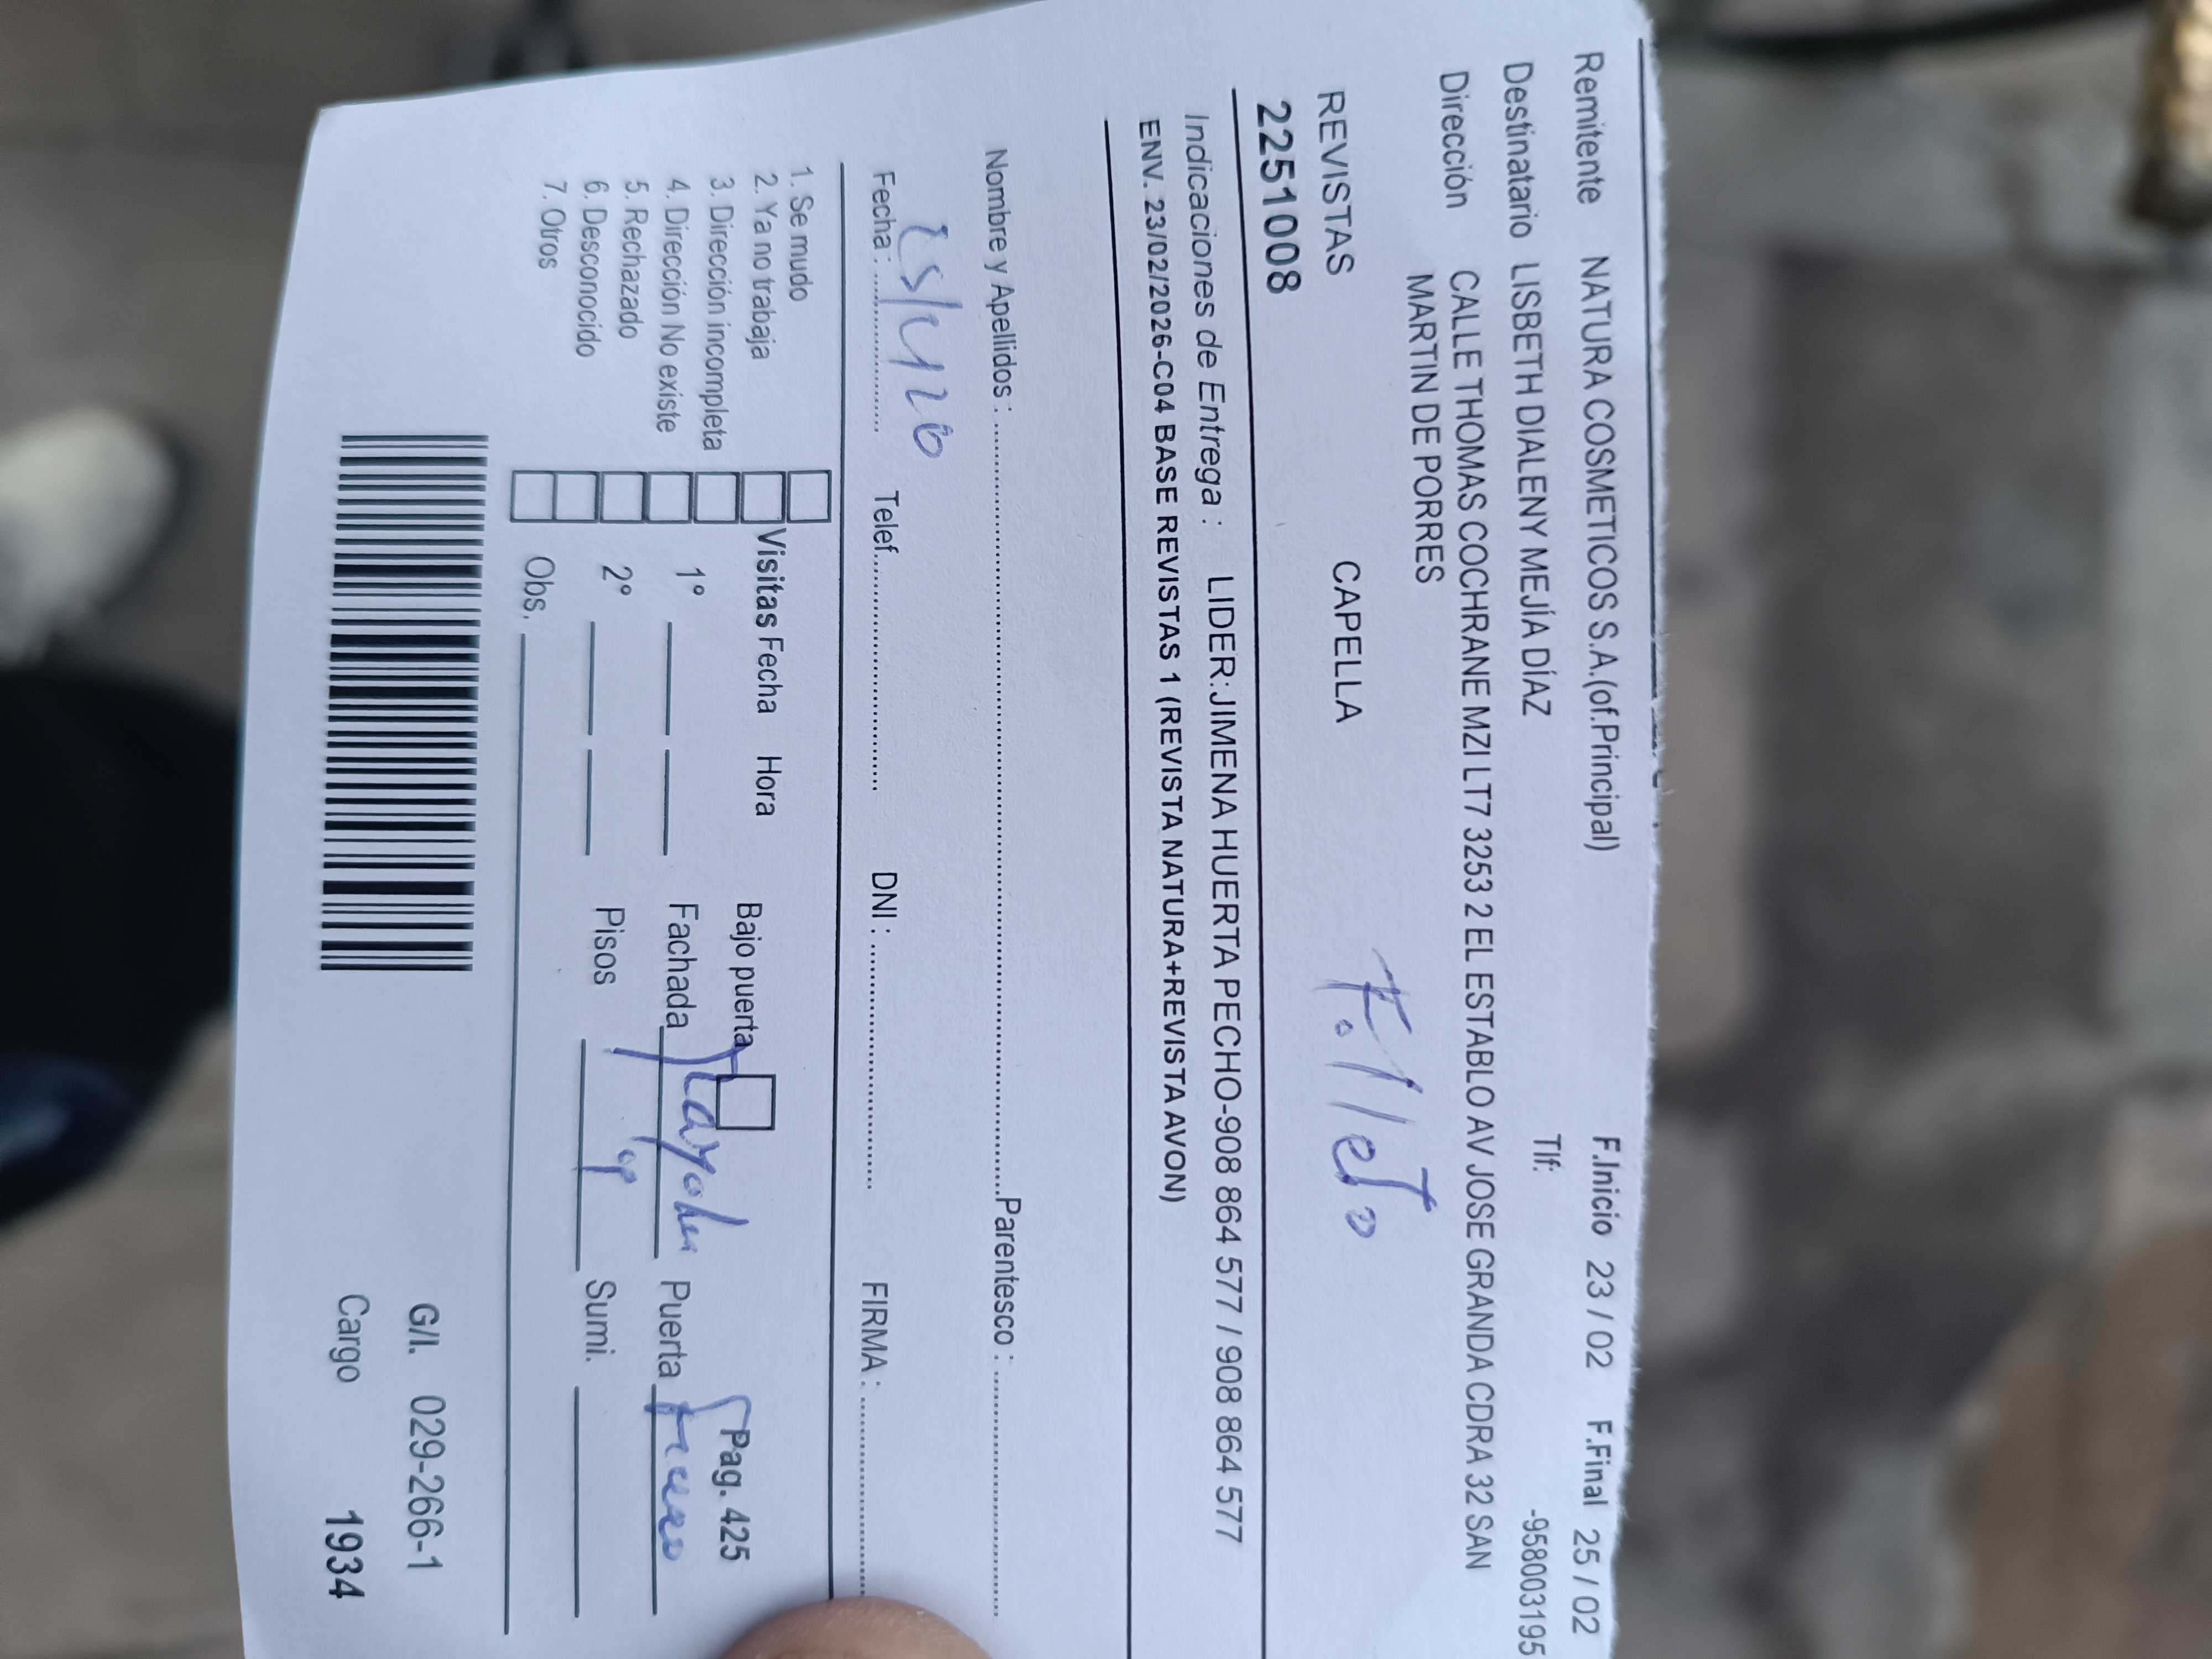 Remitente NATURA COSMETICOS S.A.(of.Principal) F.Inicio 23 / 02 F.Final 25 / 02
Destinatario LISBETH DIALENY MEJÍA DÍAZ Tlf: -958003195
Dirección CALLE THOMAS COCHRANE MZI LT7 3253 2 EL ESTABLO AV JOSE GRANDA CDRA 32 SAN
MARTIN DE PORRES
REVISTAS CAPELLA
2251008
Indicaciones de Entrega : LIDER:JIMENA HUERTA PECHO-908 864 577 / 908 864 577
ENV. 23/02/2026-C04 BASE REVISTAS 1 (REVISTA NATURA+REVISTA AVON)
Nombre y Apellidos : Parentesco :
Fecha : Telef. DNI : FIRMA :
1. Se mudo
2. Ya no trabaja Visitas Fecha Hora Bajo puerta Pag. 425
3. Dirección incompleta
4. Dirección No existe 1° Fachada Puerta
5. Rechazado
6. Desconocido 2° Pisos Sumi.
7. Otros Obs.
G/I. 029-266-1
Cargo 1934